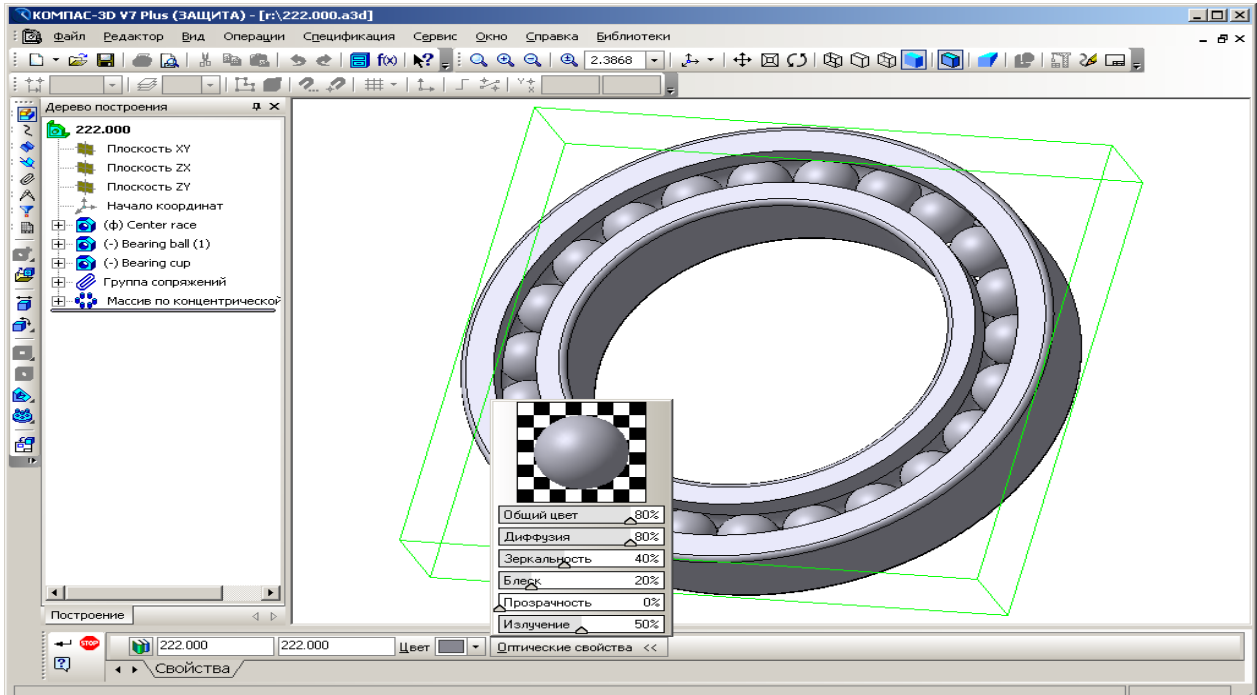 КОМПАС-3D V7 Plus (ЗАЩИТА) - [r:\222.000.a3d]
Файл Редактор Вид Операции Спецификация Сервис Окно Справка Библиотеки
f(x) 2.3868
Дерево построения
222.000
Плоскость XY
Плоскость ZX
Плоскость ZY
Начало координат
(ф) Center race
(-) Bearing ball (1)
(-) Bearing cup
Группа сопряжений
Массив по концентрической
Общий цвет 80%
Диффузия 80%
Зеркальность 40%
Блеск 20%
Прозрачность 0%
Излучение 50%
Построение
STOP 222.000 222.000 Цвет Оптические свойства <<
Свойства